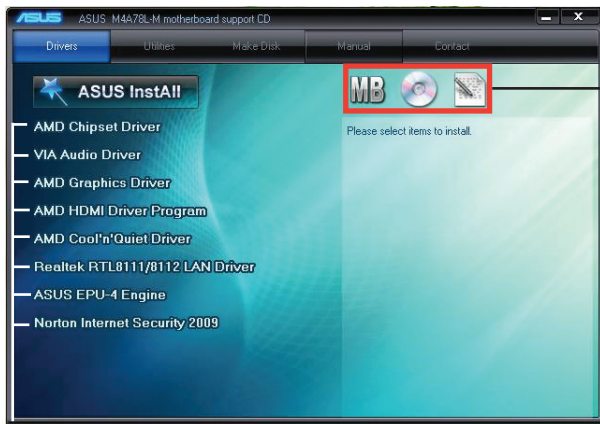 ASUS ASUS M4A78L-M motherboard support CD
Drivers Utilities Make Disk Manual Contact
ASUS InstAll
MB
AMD Chipset Driver
Please select items to install.
VIA Audio Driver
AMD Graphics Driver
AMD HDMI Driver Program
AMD Cool'n'Quiet Driver
Realtek RTL8111/8112 LAN Driver
ASUS EPU-4 Engine
Norton Internet Security 2009